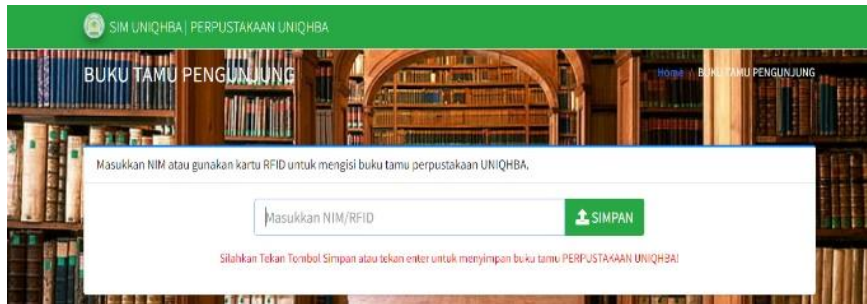 SIM UNIQHBA | PERPUSTAKAAN UNIQHBA
BUKU TAMU PENGUNJUNG
Home / BUKU TAMU PENGUNJUNG
Masukkan NIM atau gunakan kartu RFID untuk mengisi buku tamu perpustakaan UNIQHBA.
Masukkan NIM/RFID
SIMPAN
Silahkan Tekan Tombol Simpan atau tekan enter untuk menyimpan buku tamu PERPUSTAKAAN UNIQHBA!